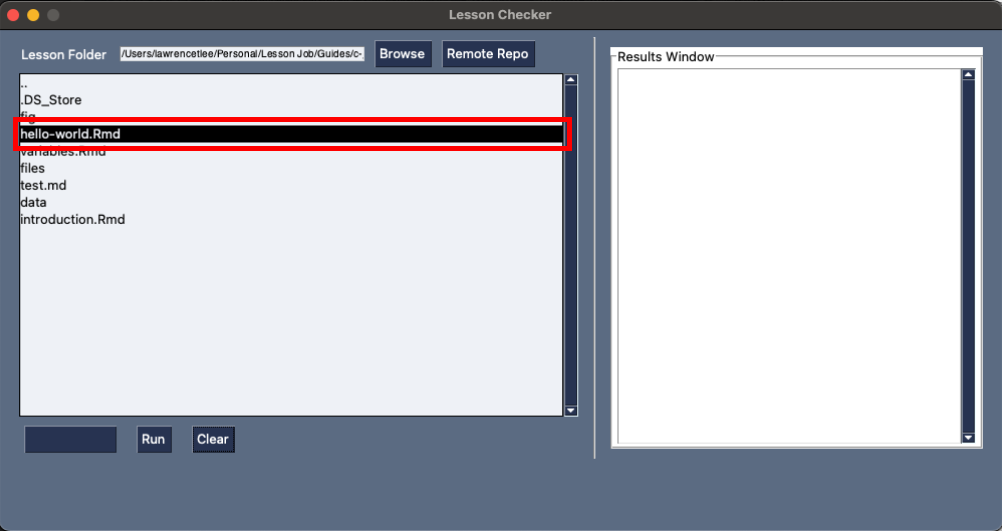 Lesson Checker
Lesson Folder /Users/lawrencetlee/Personal/Lesson Job/Guides/c- Browse Remote Repo
Results Window
..
.DS_Store
fig
hello-world.Rmd
variables.Rmd
files
test.md
data
introduction.Rmd
Run Clear